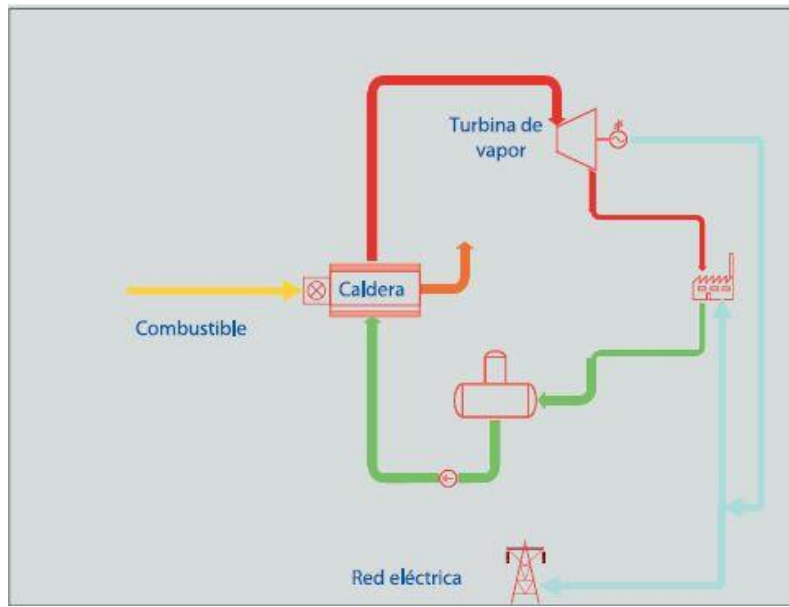 Turbina de
vapor
Caldera
Combustible
Red eléctrica